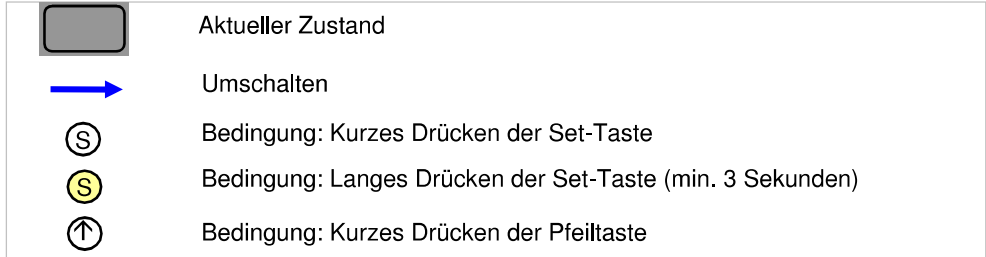 Aktueller Zustand
Umschalten
S Bedingung: Kurzes Drücken der Set-Taste
S Bedingung: Langes Drücken der Set-Taste (min. 3 Sekunden)
↑ Bedingung: Kurzes Drücken der Pfeiltaste